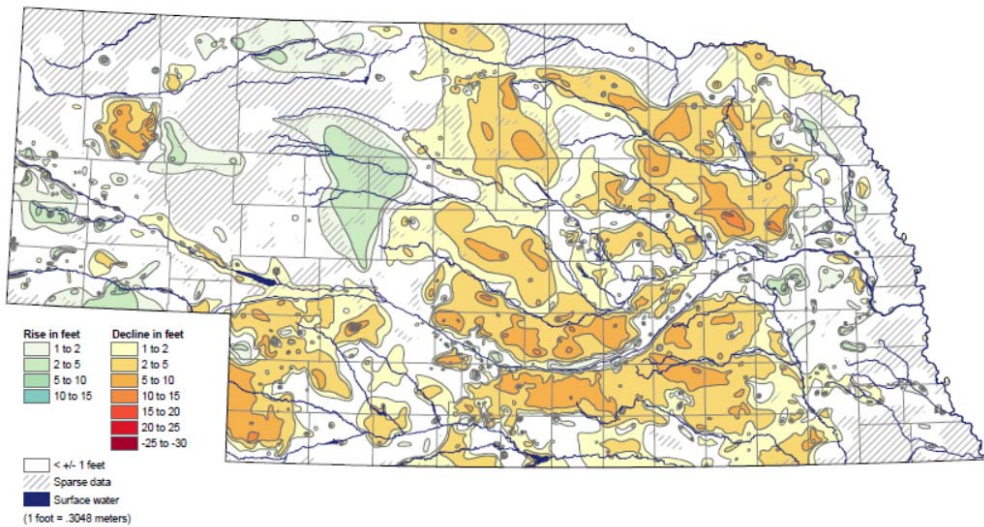 Rise in feet
1 to 2
2 to 5
5 to 10
10 to 15
Decline in feet
1 to 2
2 to 5
5 to 10
10 to 15
15 to 20
20 to 25
-25 to -30
< +/- 1 feet
Sparse data
Surface water
(1 foot = .3048 meters)